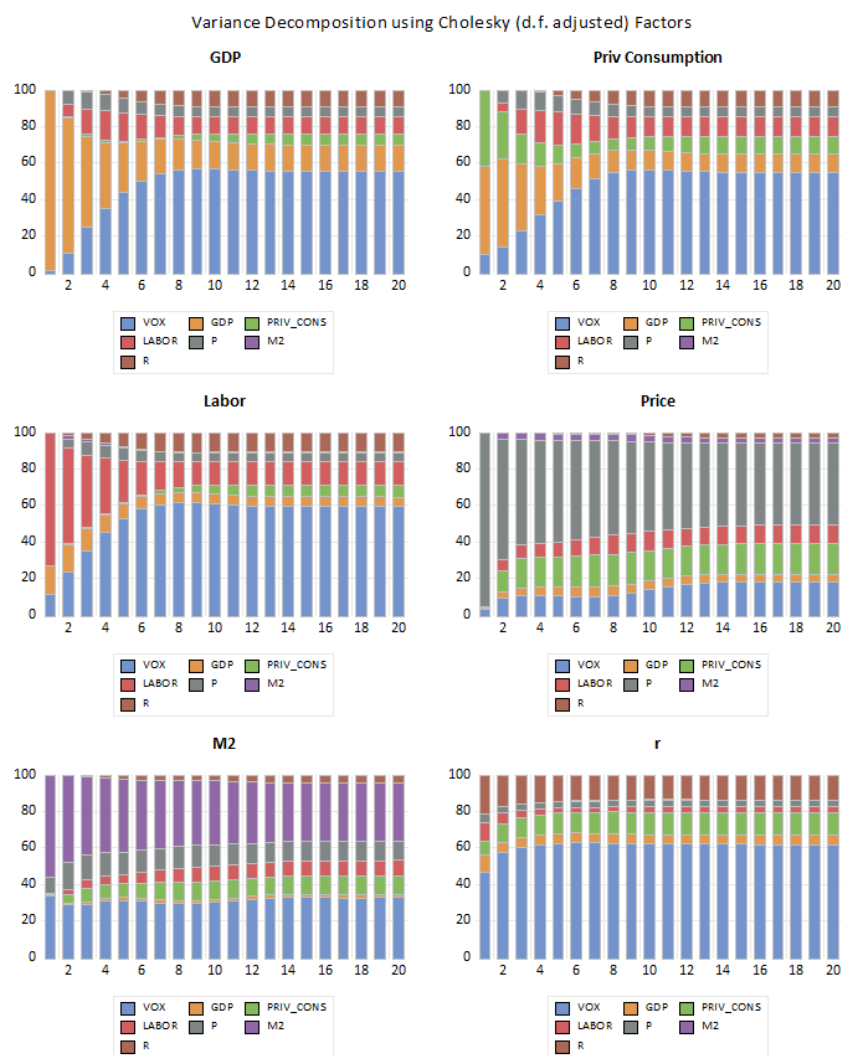 Variance Decomposition using Cholesky (d.f. adjusted) Factors
GDP
100
80
60
40
20
0
2 4 6 8 10 12 14 16 18 20
VOX GDP PRIV_CONS
LABOR P M2
R
Priv Consumption
100
80
60
40
20
0
2 4 6 8 10 12 14 16 18 20
VOX GDP PRIV_CONS
LABOR P M2
R
Labor
100
80
60
40
20
0
2 4 6 8 10 12 14 16 18 20
VOX GDP PRIV_CONS
LABOR P M2
R
Price
100
80
60
40
20
0
2 4 6 8 10 12 14 16 18 20
VOX GDP PRIV_CONS
LABOR P M2
R
M2
100
80
60
40
20
0
2 4 6 8 10 12 14 16 18 20
VOX GDP PRIV_CONS
LABOR P M2
R
r
100
80
60
40
20
0
2 4 6 8 10 12 14 16 18 20
VOX GDP PRIV_CONS
LABOR P M2
R